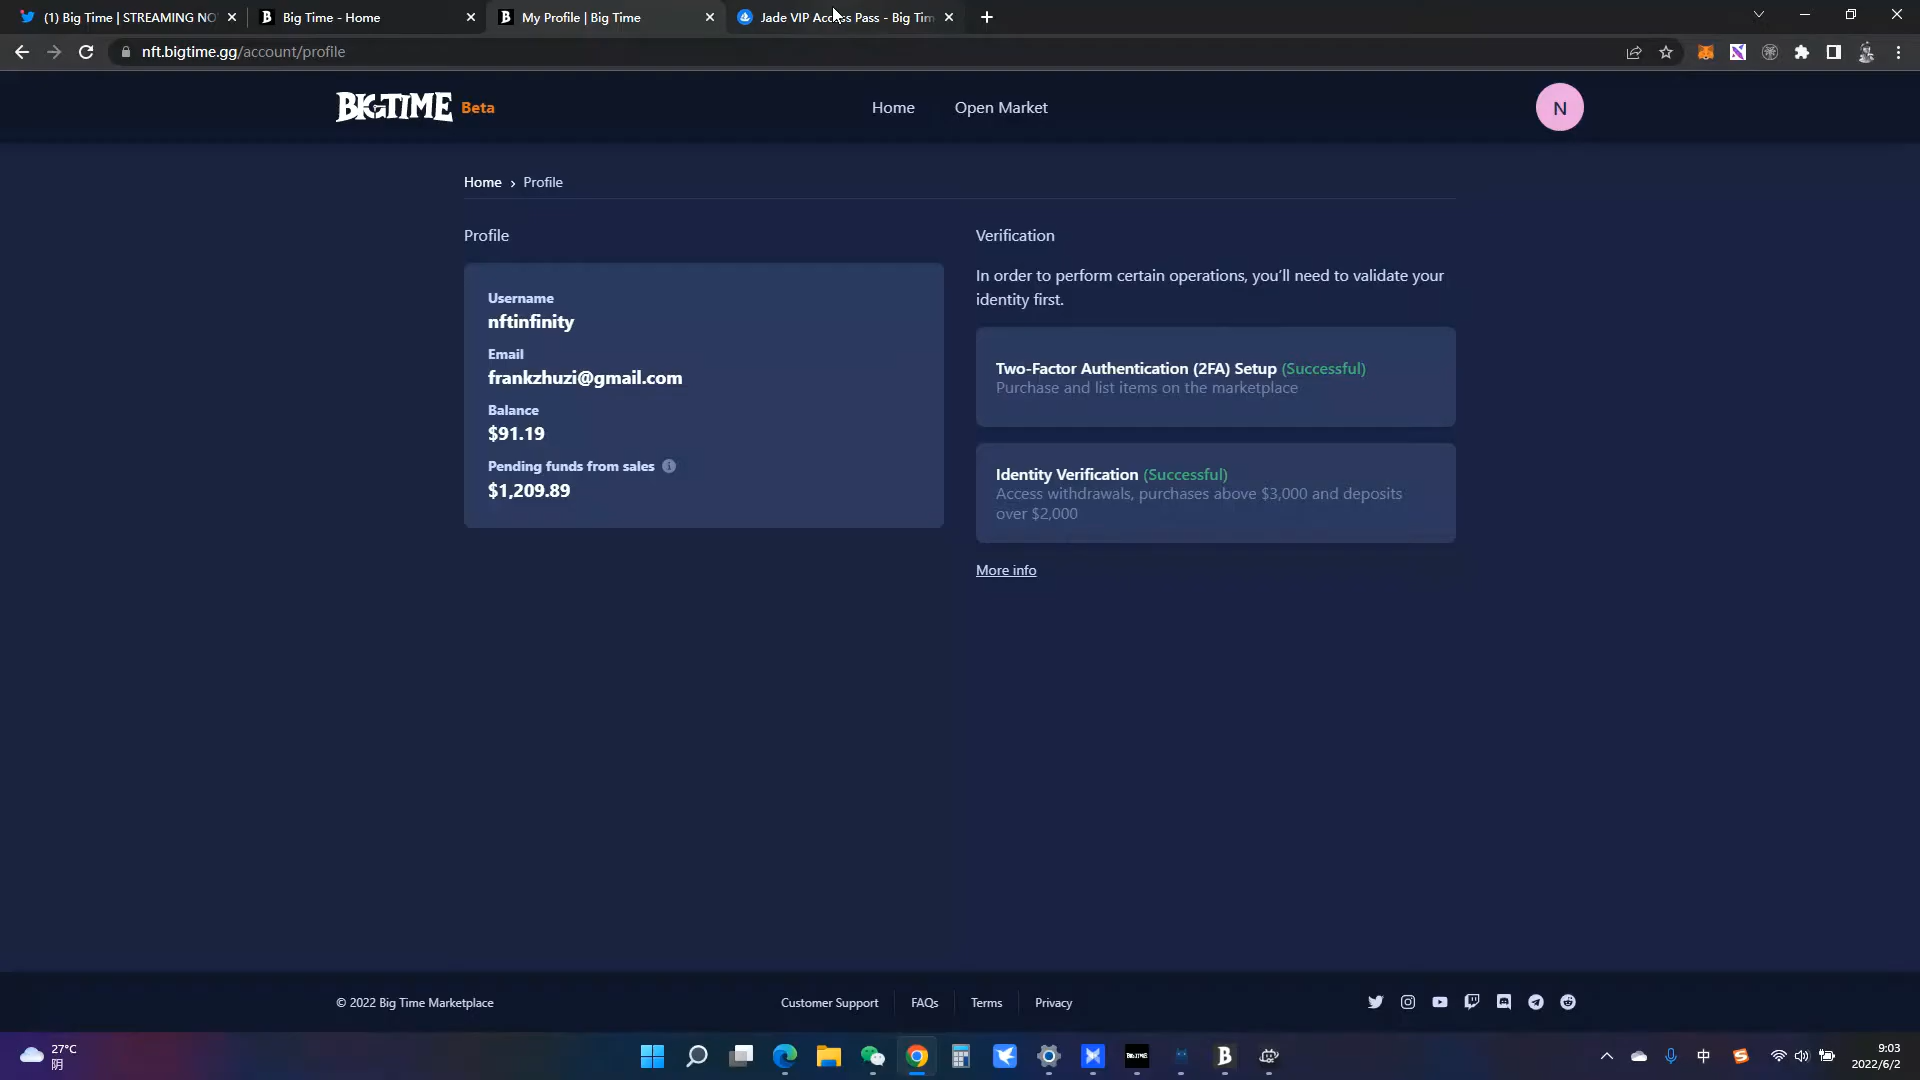 (1) Big Time | STREAMING NO
Big Time - Home
My Profile | Big Time
Jade VIP Access Pass - Big Tim
nft.bigtime.gg/account/profile
BIGTIME Beta
Home
Open Market
N
Home › Profile
Profile
Username
nftinfinity
Email
frankzhuzi@gmail.com
Balance
$91.19
Pending funds from sales
$1,209.89
Verification
In order to perform certain operations, you’ll need to validate your
identity first.
Two-Factor Authentication (2FA) Setup (Successful)
Purchase and list items on the marketplace
Identity Verification (Successful)
Access withdrawals, purchases above $3,000 and deposits
over $2,000
More info
© 2022 Big Time Marketplace
Customer Support
FAQs
Terms
Privacy
27°C
阴
中
9:03
2022/6/2